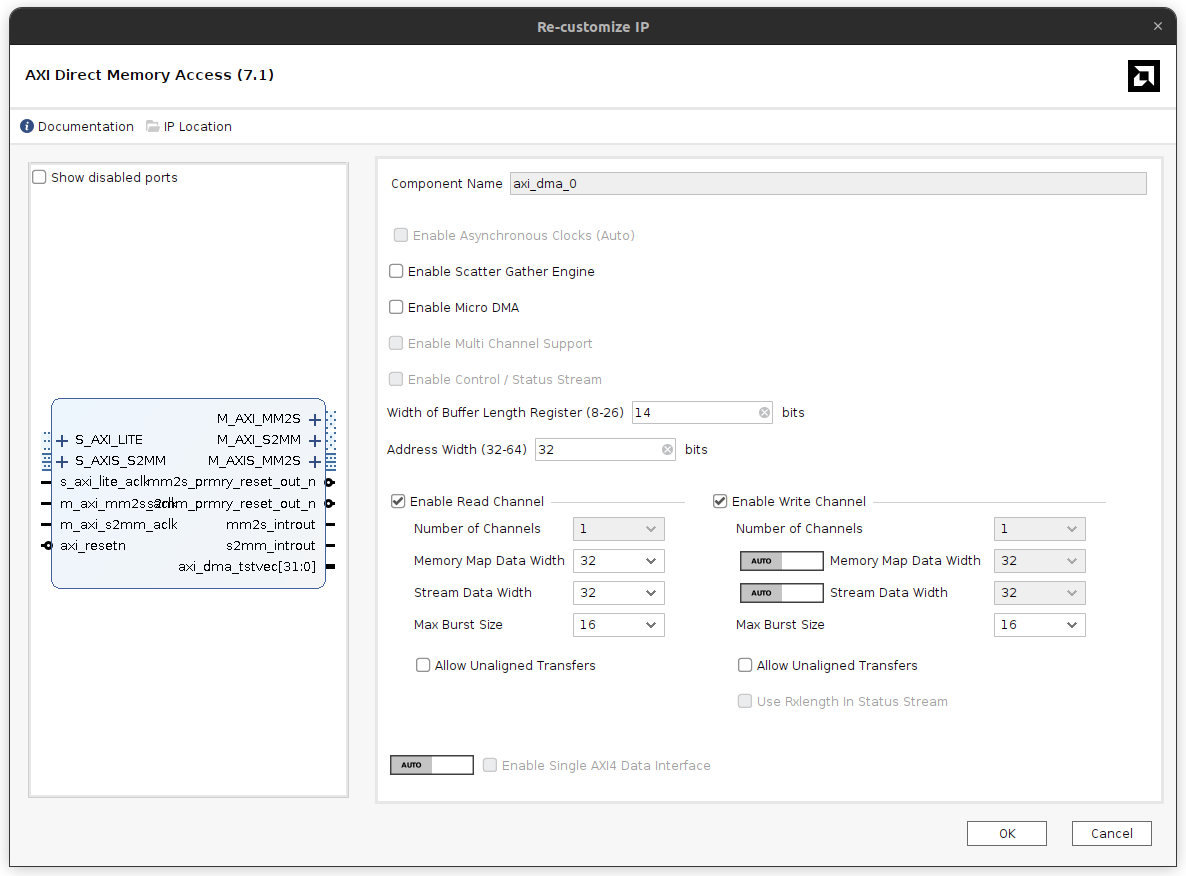 Re-customize IP
AXI Direct Memory Access (7.1)
Documentation IP Location
Show disabled ports
M_AXI_MM2S
S_AXI_LITE M_AXI_S2MM
S_AXIS_S2MM M_AXIS_MM2S
s_axi_lite_aclk mm2s_prmry_reset_out_n
m_axi_mm2s_aclk s2mm_prmry_reset_out_n
m_axi_s2mm_aclk mm2s_introut
axi_resetn s2mm_introut
axi_dma_tstvec[31:0]
Component Name axi_dma_0
Enable Asynchronous Clocks (Auto)
Enable Scatter Gather Engine
Enable Micro DMA
Enable Multi Channel Support
Enable Control / Status Stream
Width of Buffer Length Register (8-26) 14 bits
Address Width (32-64) 32 bits
Enable Read Channel
Number of Channels 1
Memory Map Data Width 32
Stream Data Width 32
Max Burst Size 16
Allow Unaligned Transfers
Enable Write Channel
Number of Channels 1
AUTO Memory Map Data Width 32
AUTO Stream Data Width 32
Max Burst Size 16
Allow Unaligned Transfers
Use Rxlength In Status Stream
AUTO Enable Single AXI4 Data Interface
OK Cancel